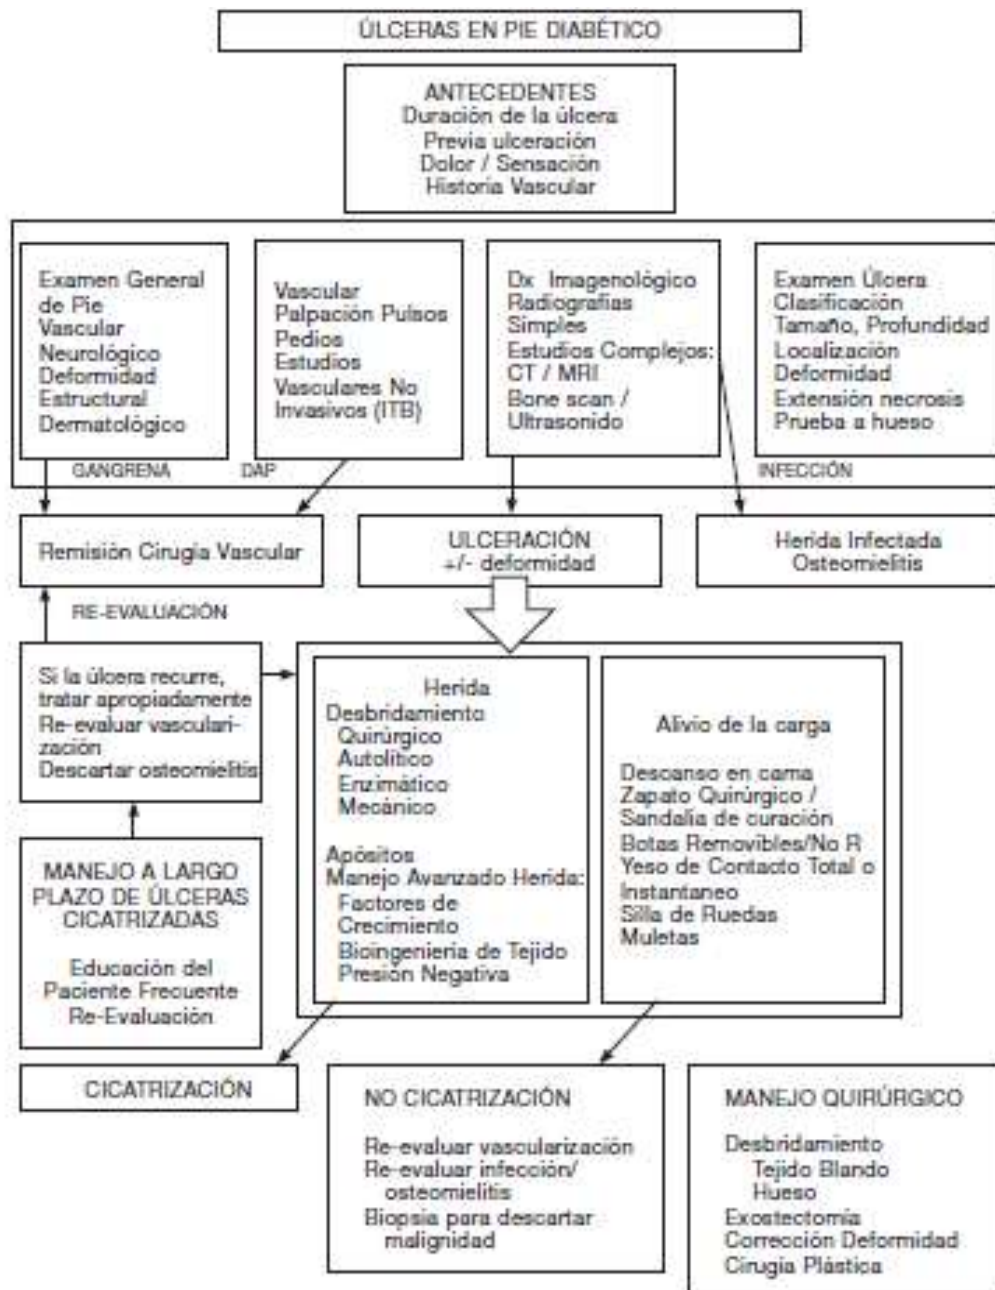 ÚLCERAS EN PIE DIABÉTICO
ANTECEDENTES
Duración de la úlcera
Previa ulceración
Dolor / Sensación
Historia Vascular
Examen General
de Pie
Vascular
Neurológico
Deformidad
Estructural
Dermatológico
Vascular
Palpación Pulsos
Pedios
Estudios
Vasculares No
Invasivos (ITB)
Dx Imagenológico
Radiografias
Simples
Estudios Complejos:
CT / MRI
Bone scan /
Ultrasonido
Examen Úlcera
Clasificación
Tamaño, Profundidad
Localización
Deformidad
Extensión necrosis
Prueba a hueso
GANGRENA
DAP
INFECCIÓN
Remisión Cirugía Vascular
ULCERACIÓN
+/- deformidad
Herida Infectada
Osteomielitis
RE-EVALUACIÓN
Si la úlcera recurre,
tratar apropiadamente
Re-evaluar vasculari-
zación
Descartar osteomielitis
Herida
Desbridamiento
Quirúrgico
Autolítico
Enzimático
Mecánico
Apósitos
Manejo Avanzado Herida:
Factores de
Crecimiento
Bioingeniería de Tejido
Presión Negativa
Alivio de la carga
Descanso en cama
Zapato Quirúrgico /
Sandalia de curación
Botas Removibles/No R
Yeso de Contacto Total o
Instantaneo
Silla de Ruedas
Muletas
MANEJO A LARGO
PLAZO DE ÚLCERAS
CICATRIZADAS
Educación del
Paciente Frecuente
Re-Evaluación
CICATRIZACIÓN
NO CICATRIZACIÓN
Re-evaluar vascularización
Re-evaluar infección/
osteomielitis
Biopsia para descartar
malignidad
MANEJO QUIRÚRGICO
Desbridamiento
Tejido Blando
Hueso
Exostectomía
Corrección Deformidad
Cirugía Plástica